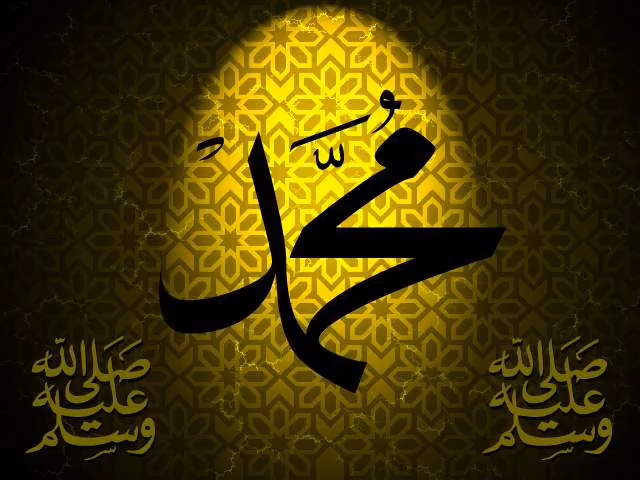 مُحَمَّد
صلى الله
عليه
وسلم
صلى الله
عليه
وسلم